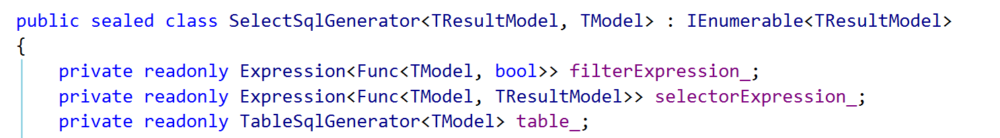 public sealed class SelectSqlGenerator<TResultModel, TModel> : IEnumerable<TResultModel>
{
    private readonly Expression<Func<TModel, bool>> filterExpression_;
    private readonly Expression<Func<TModel, TResultModel>> selectorExpression_;
    private readonly TableSqlGenerator<TModel> table_;